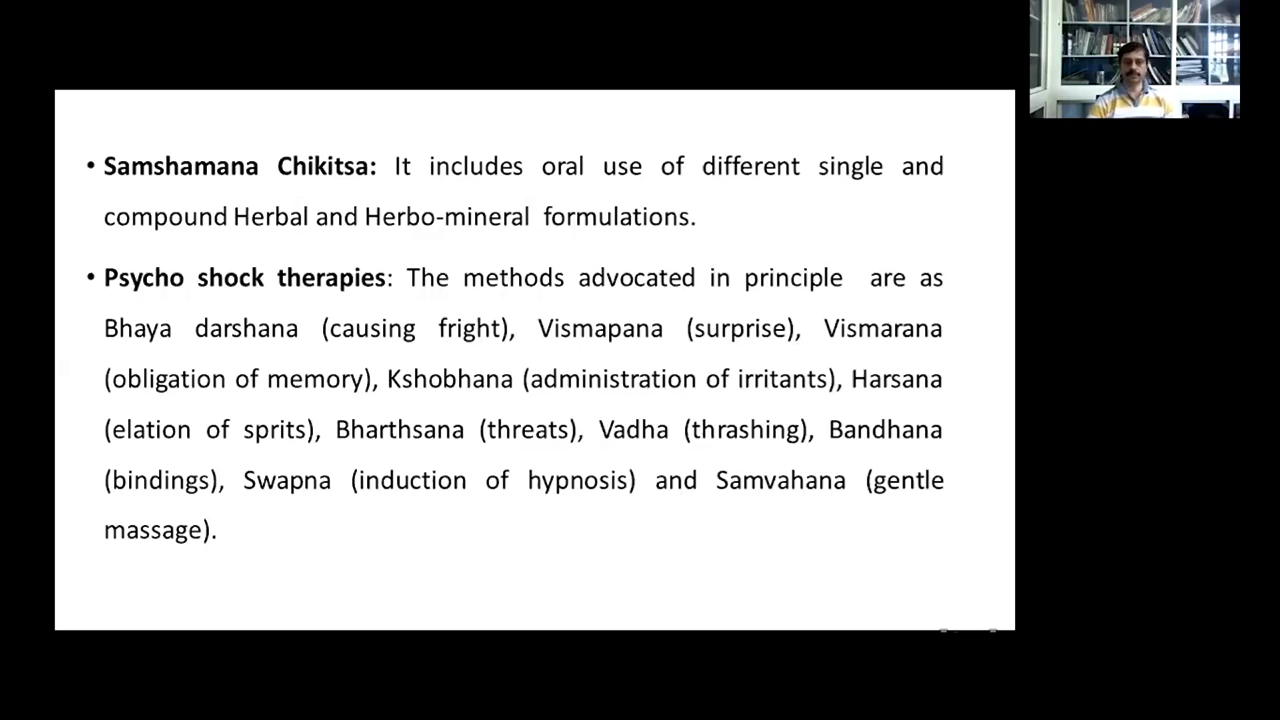 • Samshamana Chikitsa: It includes oral use of different single and
compound Herbal and Herbo-mineral formulations.
• Psycho shock therapies: The methods advocated in principle are as
Bhaya darshana (causing fright), Vismapana (surprise), Vismarana
(obligation of memory), Kshobhana (administration of irritants), Harsana
(elation of sprits), Bharthsana (threats), Vadha (thrashing), Bandhana
(bindings), Swapna (induction of hypnosis) and Samvahana (gentle
massage).